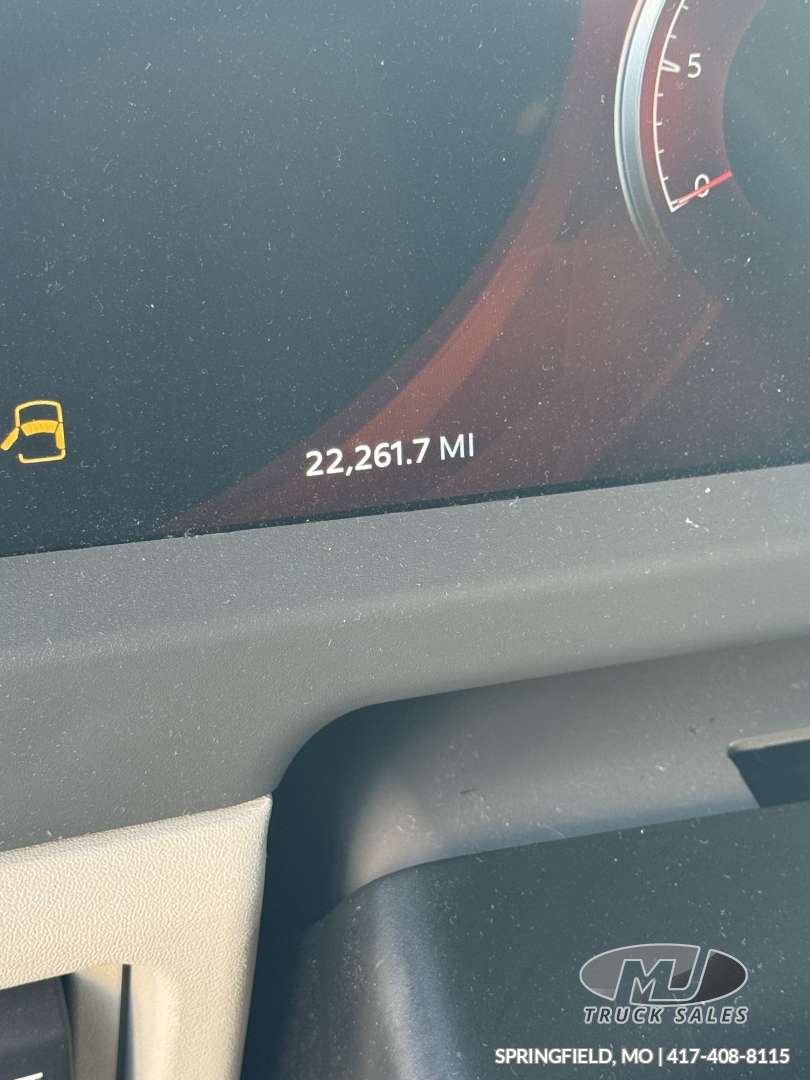 5
0
22,261.7 MI
MJ
TRUCK SALES
SPRINGFIELD, MO | 417-408-8115